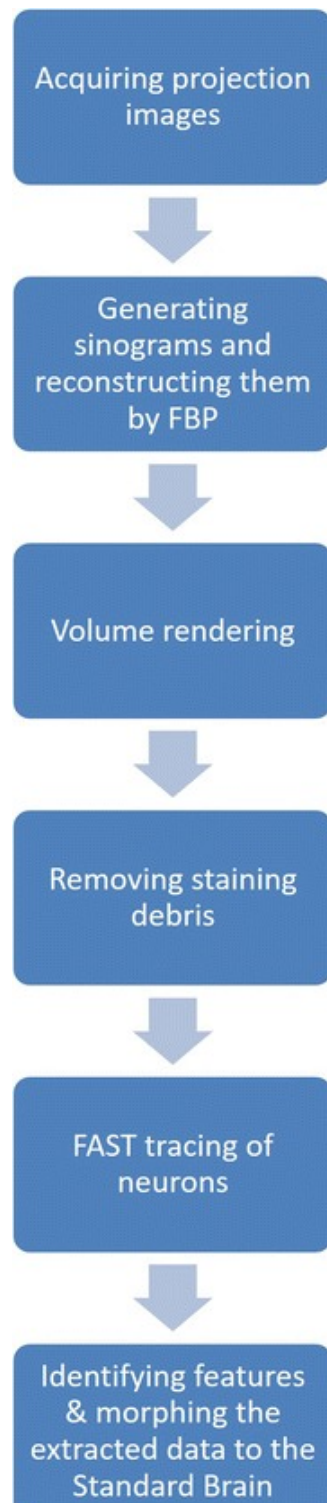 Acquiring projection
images
Generating
sinograms and
reconstructing them
by FBP
Volume rendering
Removing staining
debris
FAST tracing of
neurons
Identifying features
& morphing the
extracted data to the
Standard Brain